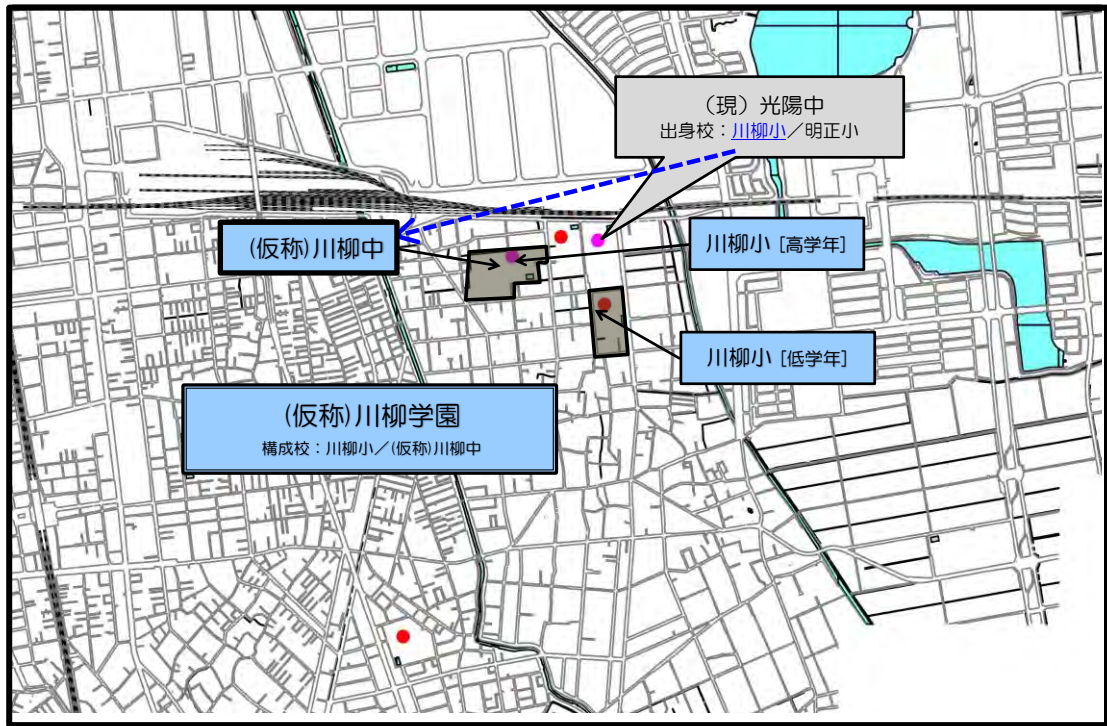 （現）光陽中
出身校：川柳小／明正小
(仮称)川柳中
川柳小 [高学年]
川柳小 [低学年]
(仮称)川柳学園
構成校：川柳小／(仮称)川柳中